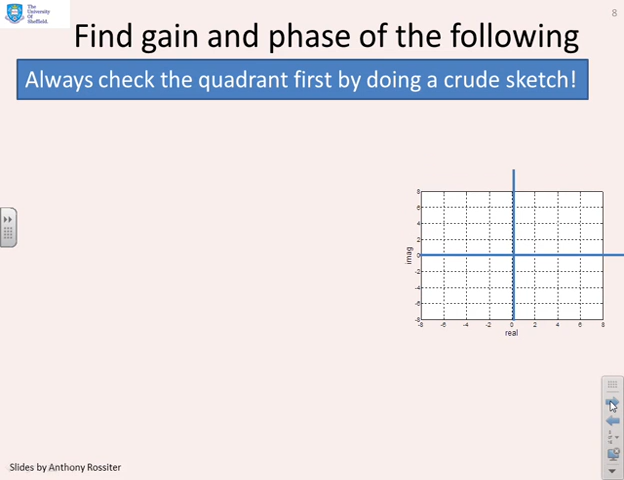 The
University
Of
Sheffield.
8
Find gain and phase of the following
Always check the quadrant first by doing a crude sketch!
8
6
4
2
0
-2
-4
-6
-8
imag
-8 -6 -4 -2 0 2 4 6 8
real
Slides by Anthony Rossiter